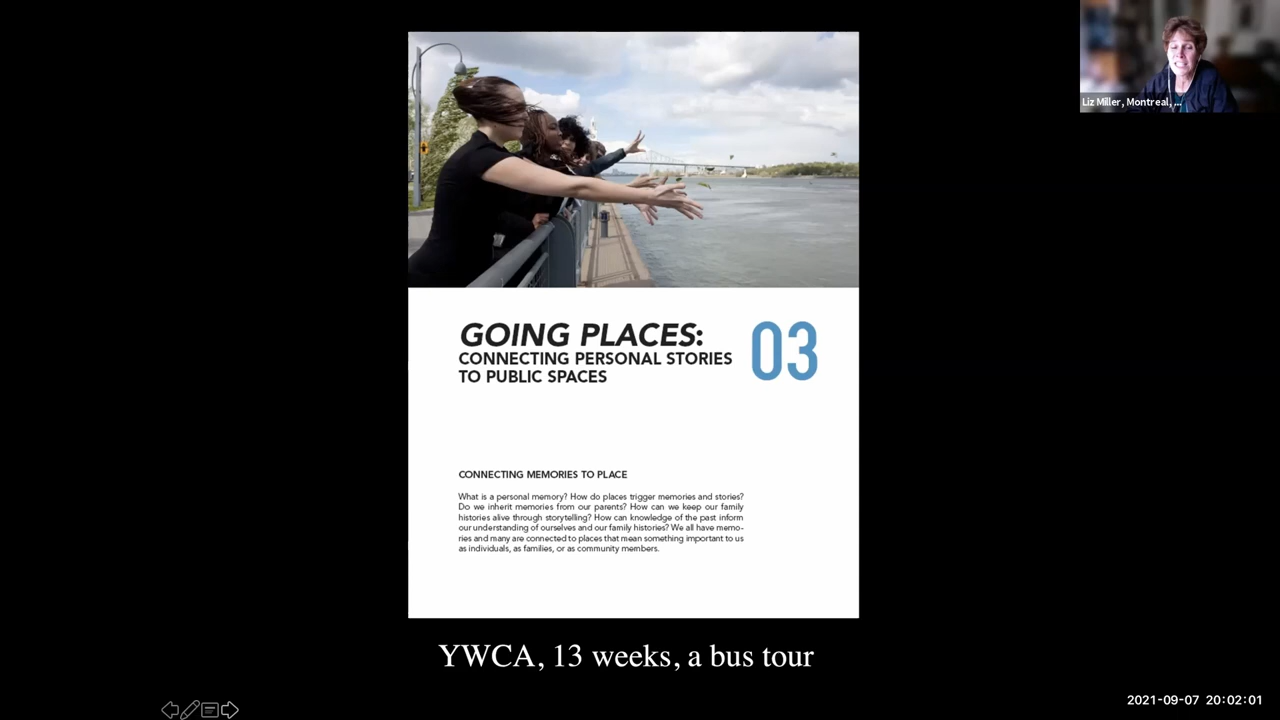 Liz Miller, Montreal, ...
GOING PLACES:
CONNECTING PERSONAL STORIES
TO PUBLIC SPACES
03
CONNECTING MEMORIES TO PLACE
What is a personal memory? How do places trigger memories and stories?
Do we inherit memories from our parents? How can we keep our family
histories alive through storytelling? How can knowledge of the past inform
our understanding of ourselves and our family histories? We all have memo-
ries and many are connected to places that mean something important to us
as individuals, as families, or as community members.
YWCA, 13 weeks, a bus tour
2021-09-07 20:02:01